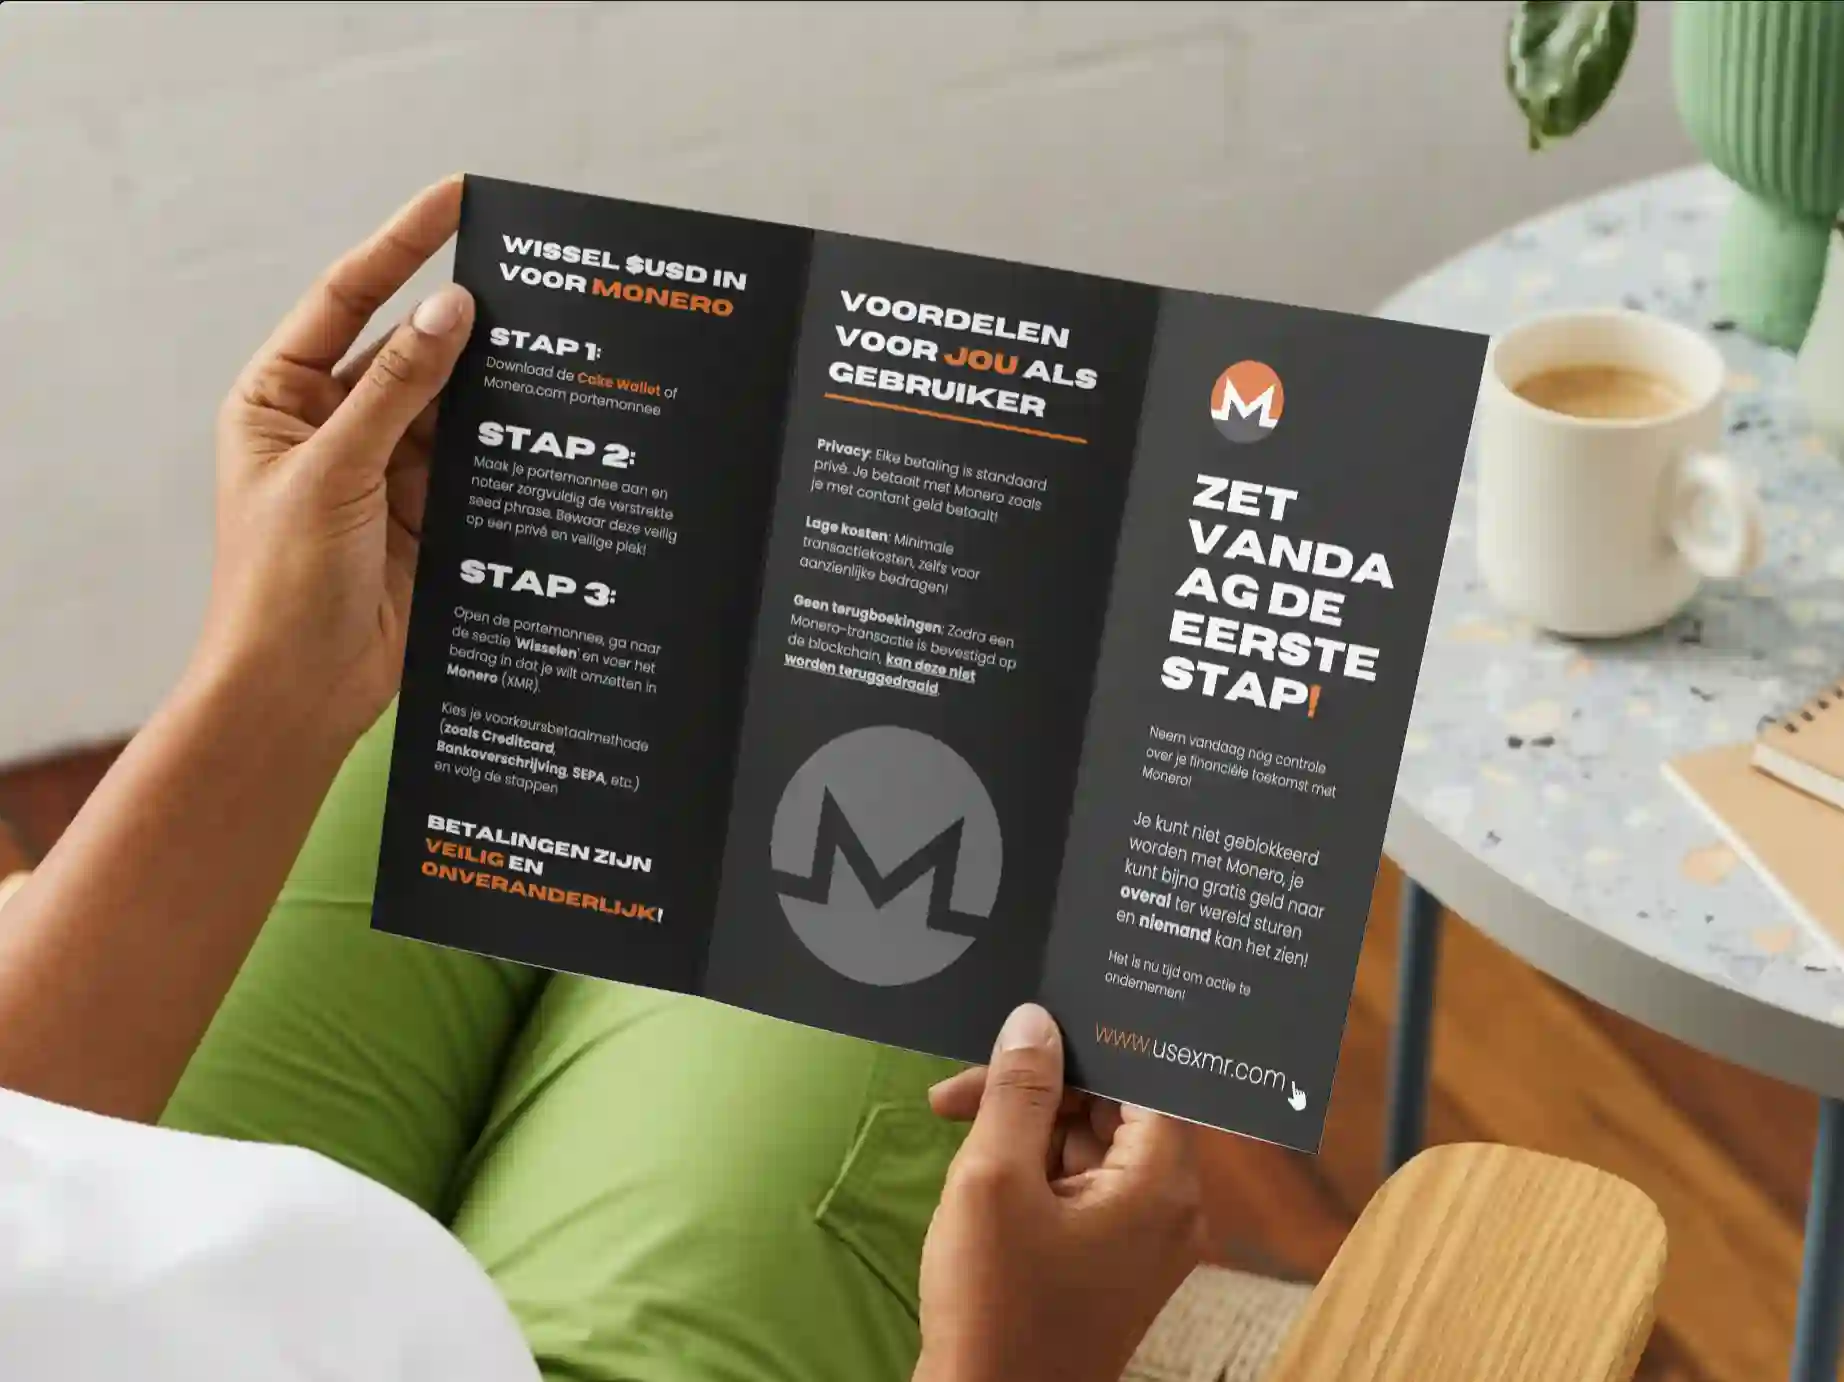 WISSEL $USD IN
VOOR MONERO
STAP 1:
Download de Cake Wallet of
Monero.com portemonnee
STAP 2:
Maak je portemonnee aan en
noteer zorgvuldig de verstrekte
seed phrase. Bewaar deze veilig
op een privé en veilige plek!
STAP 3:
Open de portemonnee, ga naar
de sectie 'Wisselen' en voer het
bedrag in dat je wilt omzetten in
Monero (XMR).
Kies je voorkeursbetaalmethode
(zoals Creditcard,
Bankoverschrijving, SEPA, etc.)
en volg de stappen
BETALINGEN ZIJN
VEILIG EN
ONVERANDERLIJK!
VOORDELEN
VOOR JOU ALS
GEBRUIKER
Privacy: Elke betaling is standaard
privé. Je betaalt met Monero zoals
je met contant geld betaalt!
Lage kosten: Minimale
transactiekosten, zelfs voor
aanzienlijke bedragen!
Geen terugboekingen: Zodra een
Monero-transactie is bevestigd op
de blockchain, kan deze niet
worden teruggedraaid.
ZET
VANDA
AG DE
EERSTE
STAP!
Neem vandaag nog controle
over je financiële toekomst met
Monero!
Je kunt niet geblokkeerd
worden met Monero, je
kunt bijna gratis geld naar
overal ter wereld sturen
en niemand kan het zien!
Het is nu tijd om actie te
ondernemen!
www.usexmr.com